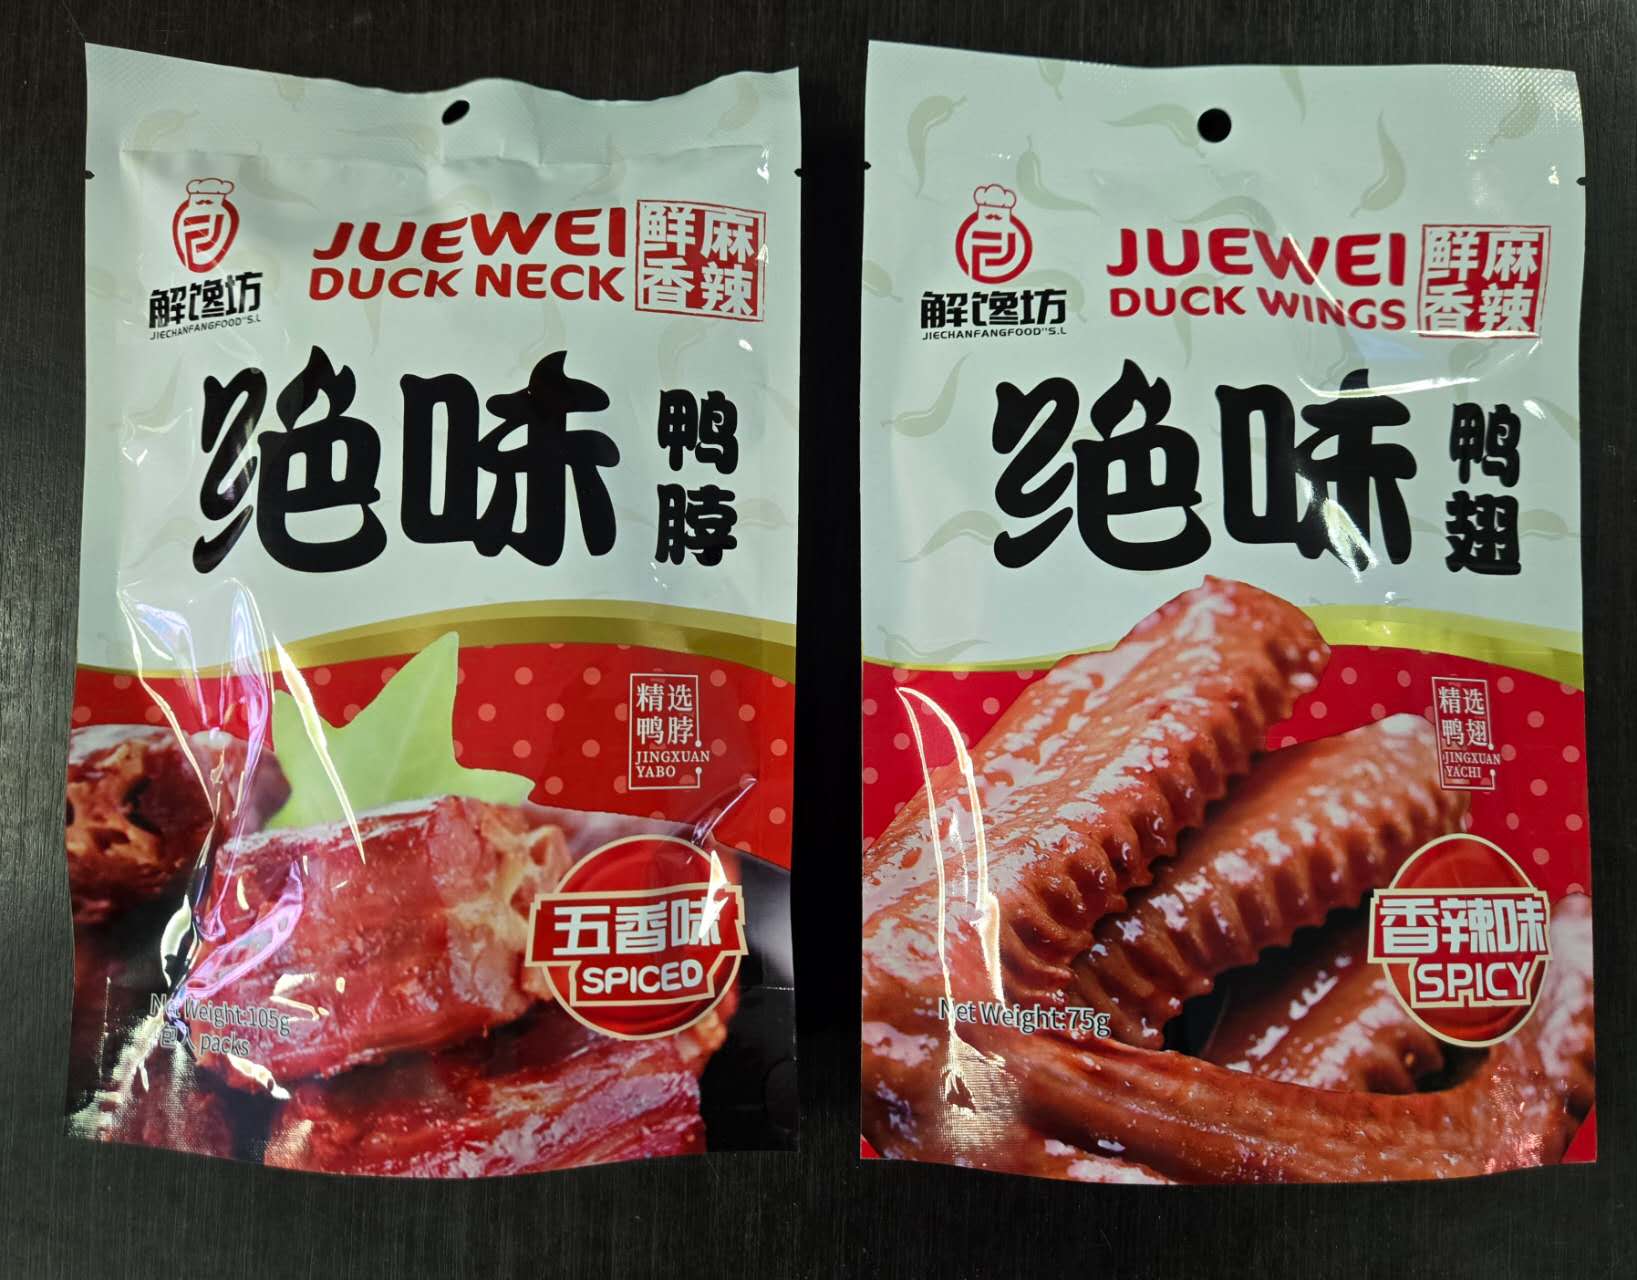 解馋坊
JIECHANFANGFOOD"S.L
JUEWEI
DUCK NECK
鲜香
麻辣
绝味
鸭脖
精选
鸭脖
JINGXUAN
YABO
五香味
SPICED
Net Weight:105g
包 packs
解馋坊
JIECHANFANGFOOD"S.L
JUEWEI
DUCK WINGS
鲜香
麻辣
绝味
鸭翅
精选
鸭翅
JINGXUAN
YACHI
香辣味
SPICY
Net Weight:75g